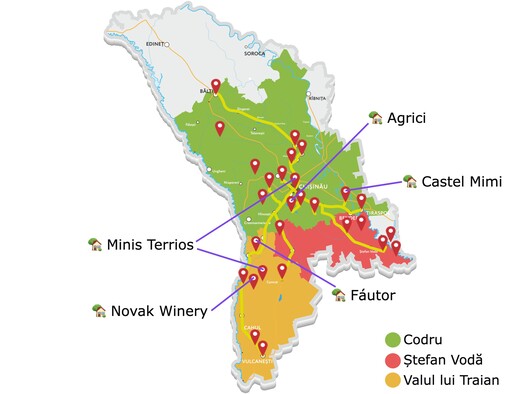 EDINEȚ
SOROCA
BĂLȚI
RÎBNIȚA
Agrici
CHIȘINĂU
Castel Mimi
TIRASPOL
Minis Terrios
Făutor
Novak Winery
CAHUL
VULCĂNEȘTI
Codru
Ștefan Vodă
Valul lui Traian